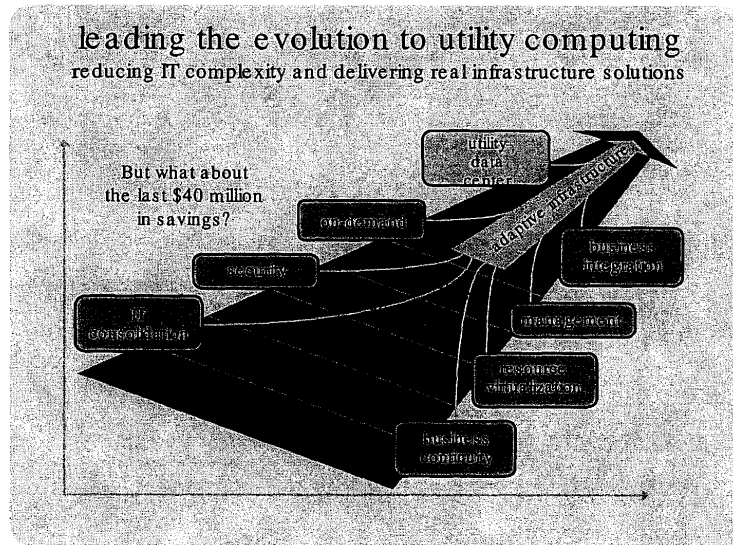 leading the evolution to utility computing
reducing IT complexity and delivering real infrastructure solutions
But what about
the last $40 million
in savings?
utility
data
center
adaptive infrastructure
on-demand
security
IT
consolidation
business
integration
management
resource
virtualization
business
continuity